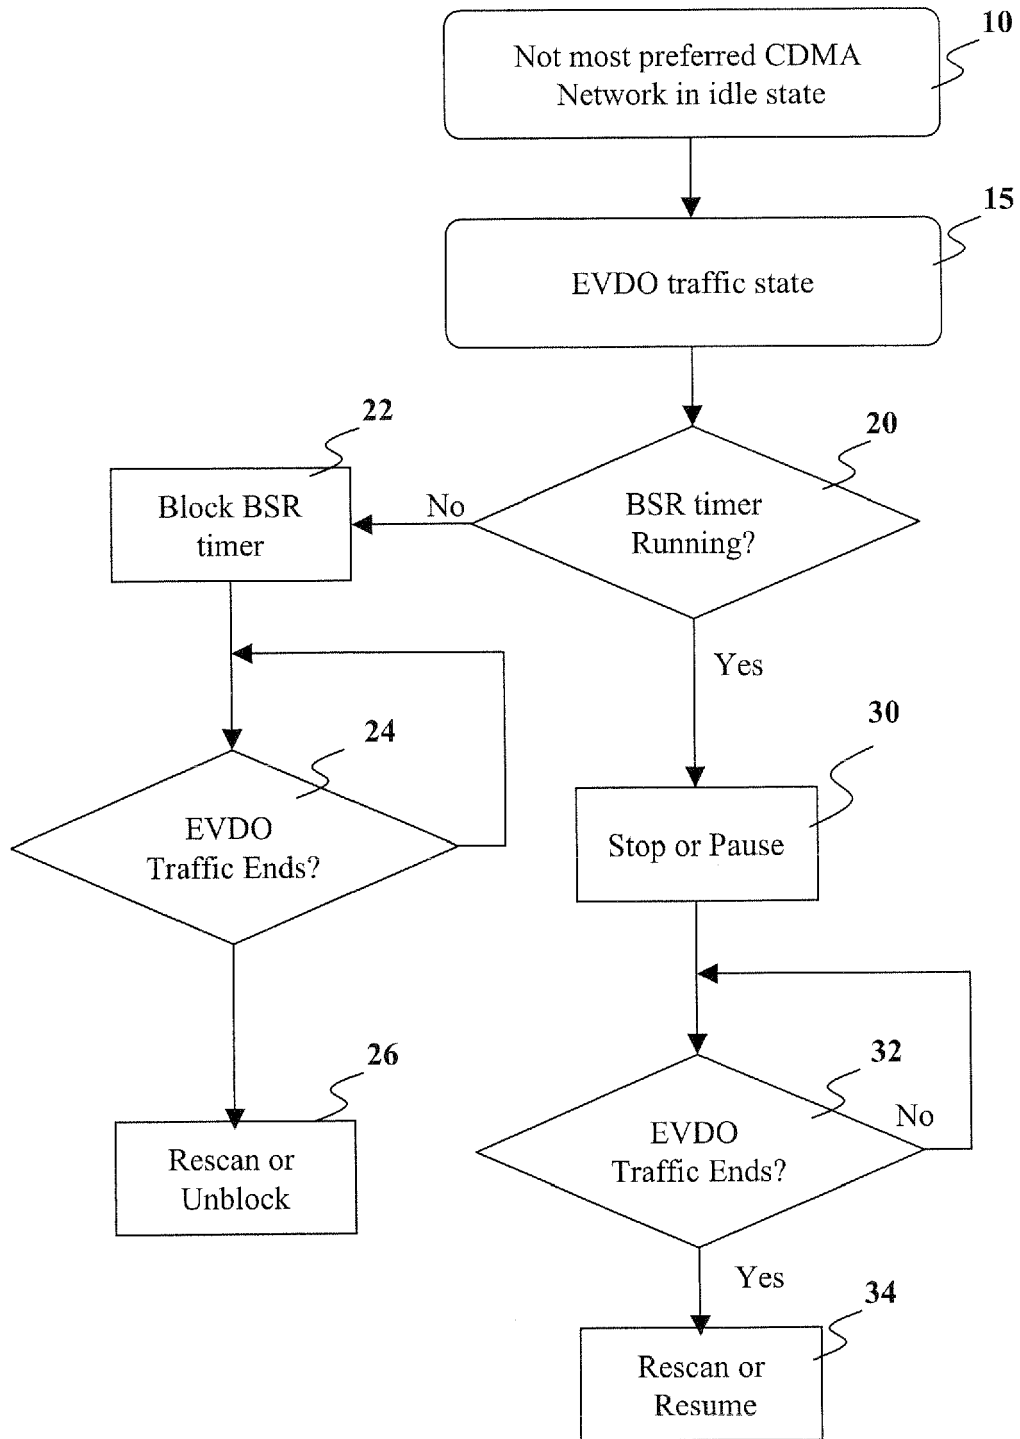 10
Not most preferred CDMA
Network in idle state
15
EVDO traffic state
22
20
Block BSR
timer
No
BSR timer
Running?
Yes
30
24
EVDO
Traffic Ends?
Stop or Pause
26
32
No
Rescan or
Unblock
EVDO
Traffic Ends?
Yes
34
Rescan or
Resume